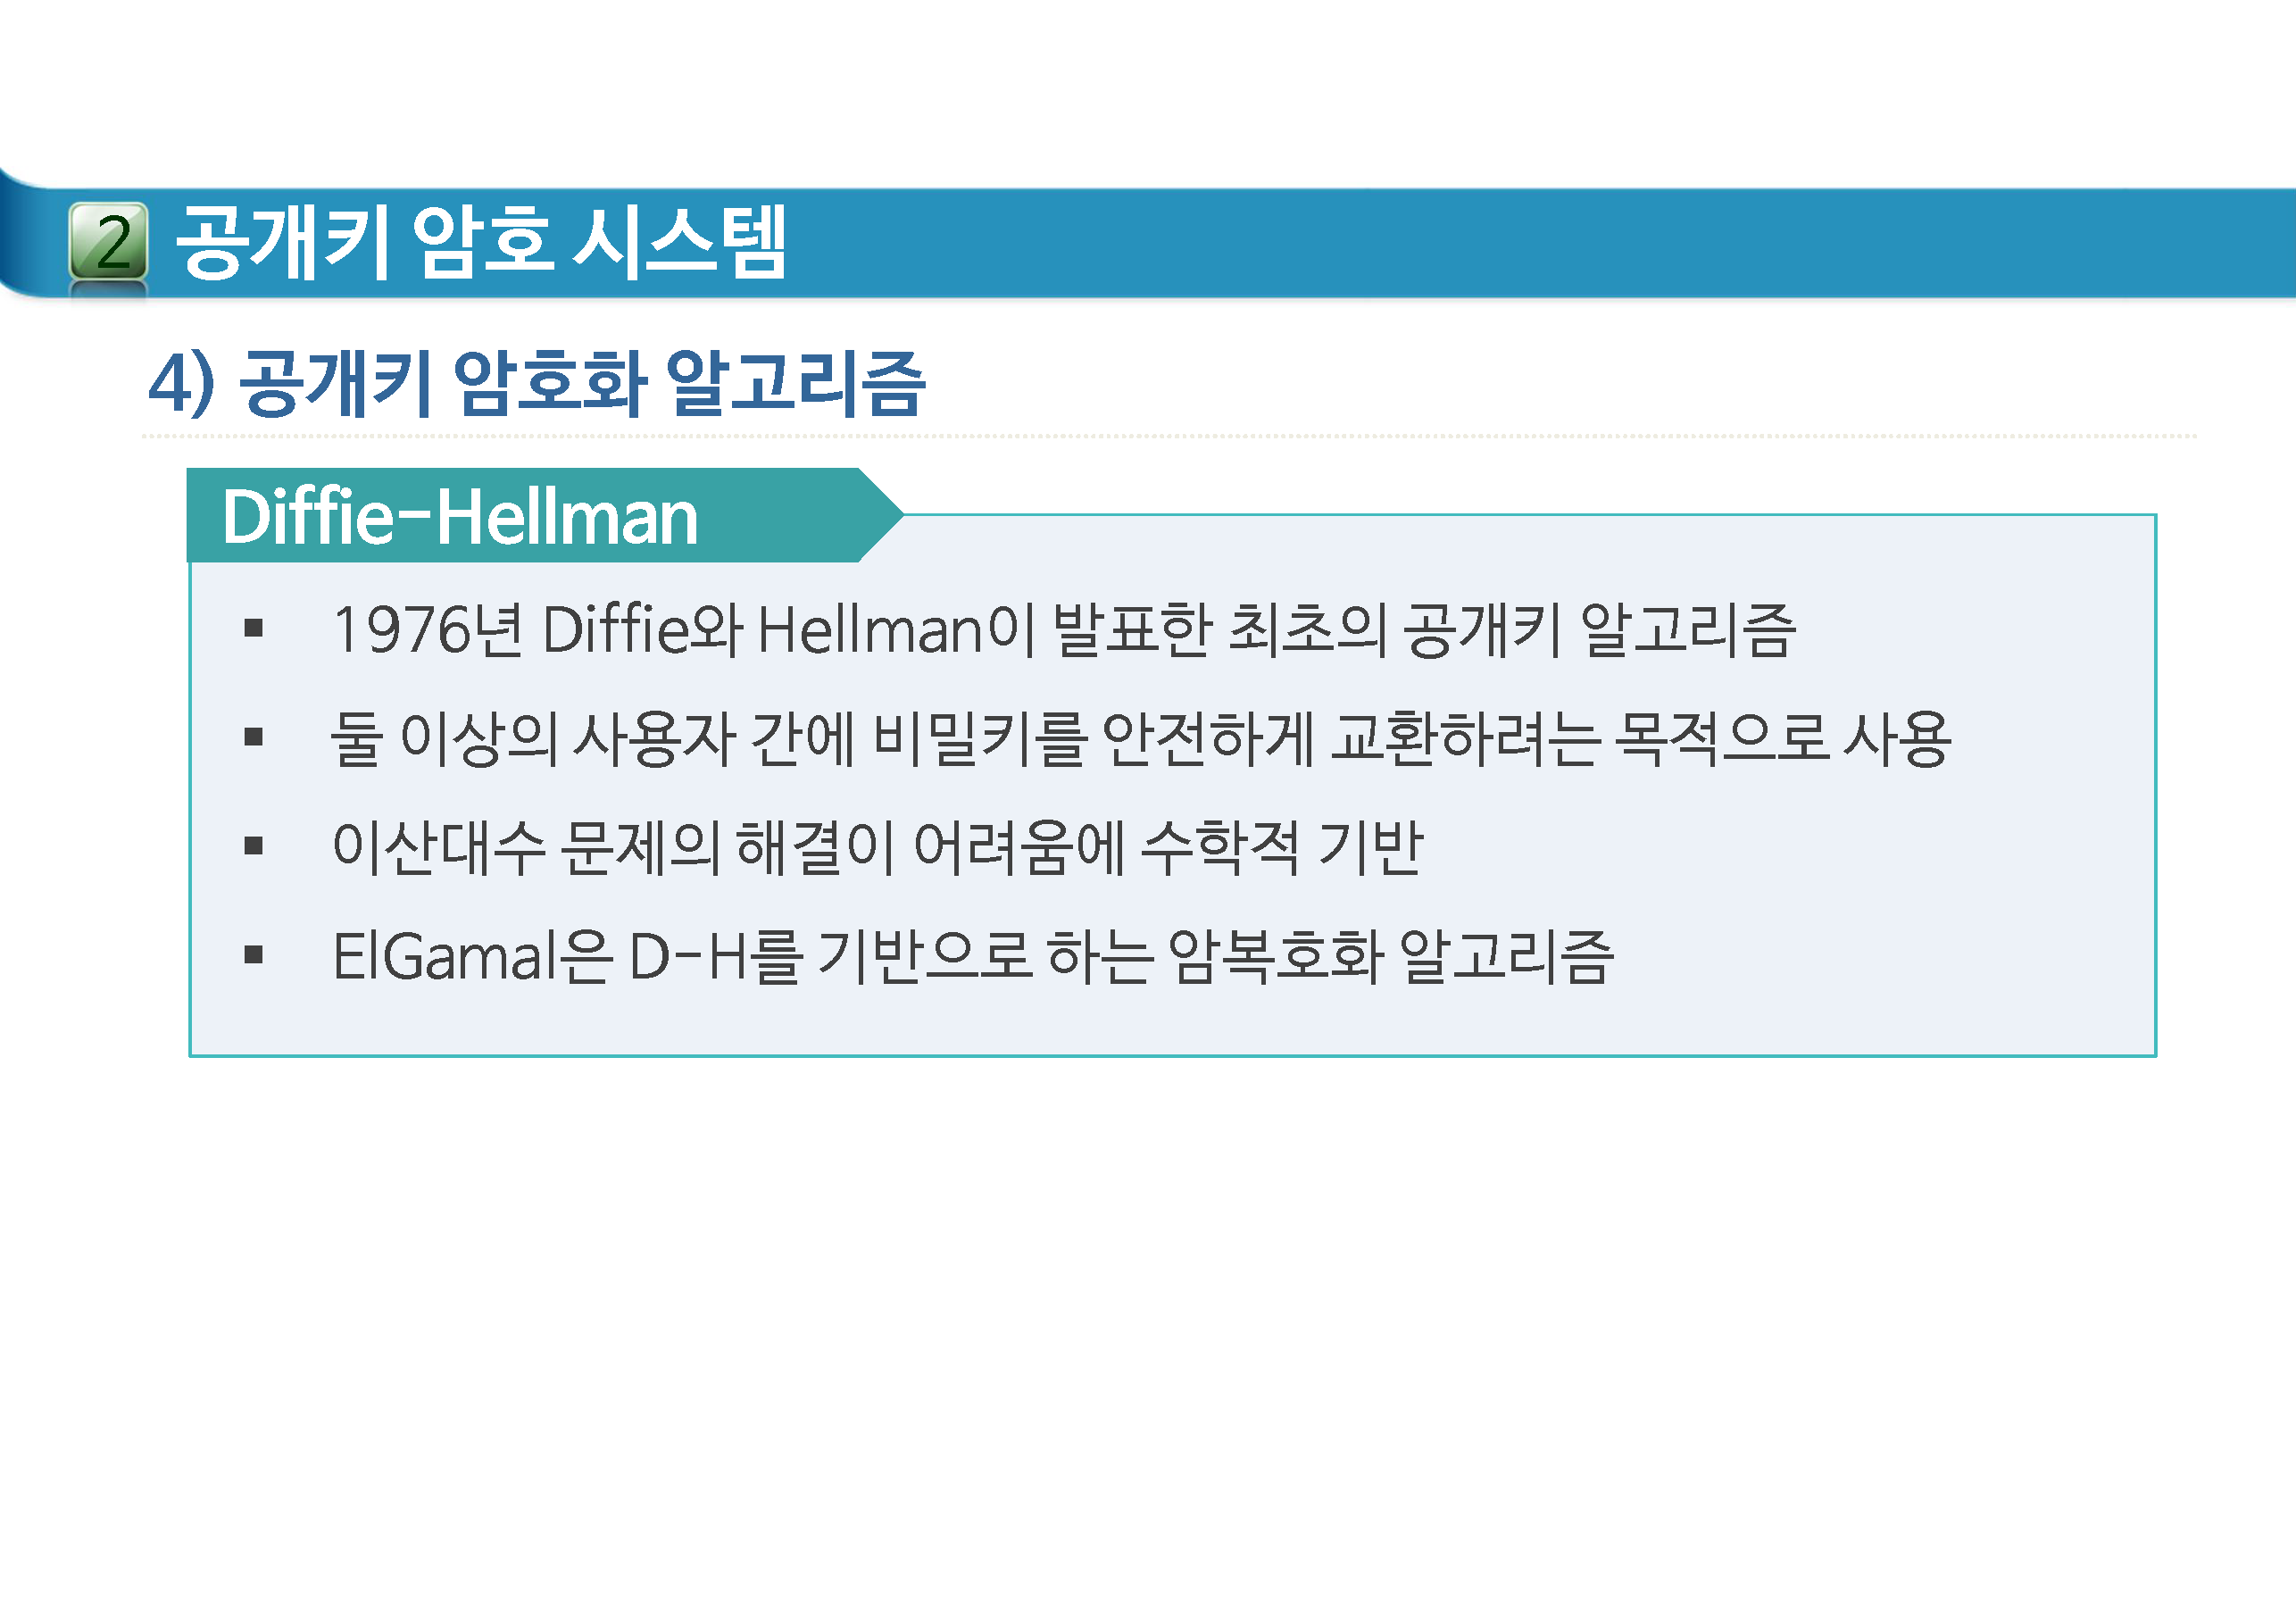 2 공개키 암호 시스템
4) 공개키 암호화 알고리즘
Diffie-Hellman
▪ 1976년 Diffie와 Hellman이 발표한 최초의 공개키 알고리즘
▪ 둘 이상의 사용자 간에 비밀키를 안전하게 교환하려는 목적으로 사용
▪ 이산대수 문제의 해결이 어려움에 수학적 기반
▪ ElGamal은 D-H를 기반으로 하는 암복호화 알고리즘